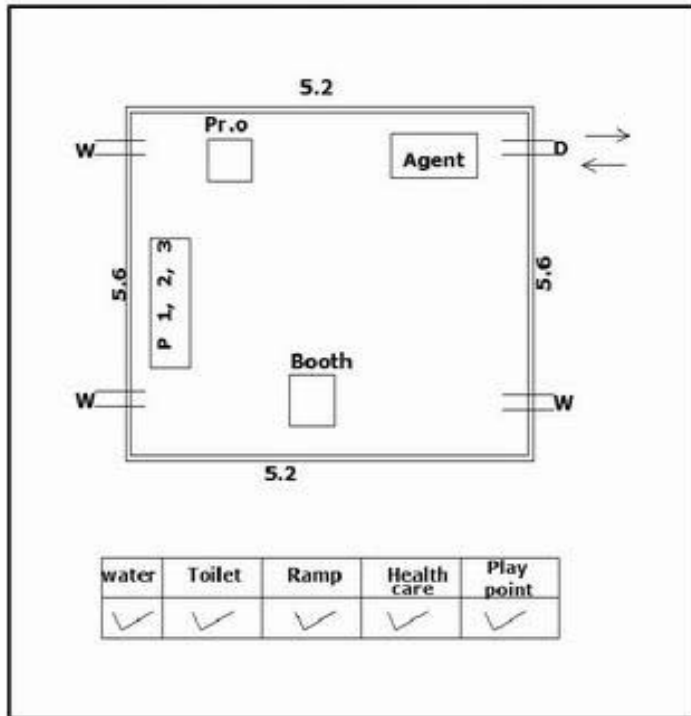 5.2
Pr.o
W
Agent
D
5.6
P 1, 2, 3
5.6
Booth
W
W
5.2
water Toilet Ramp Health care Play point